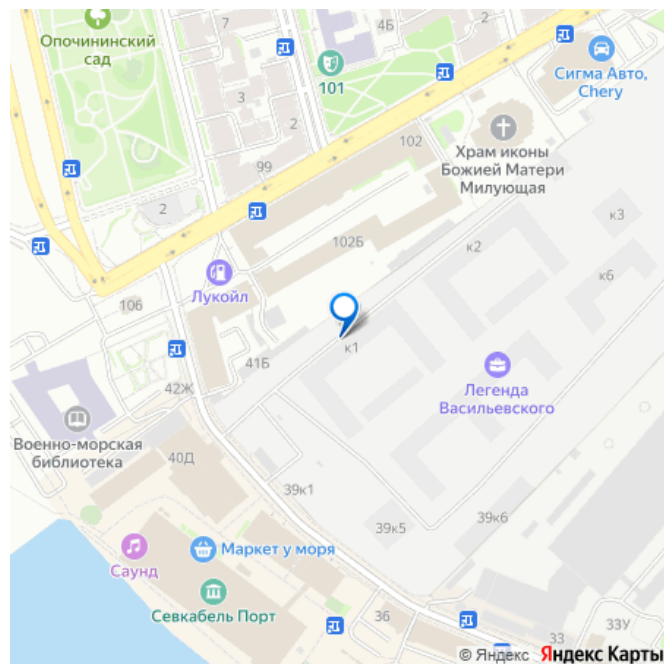 7
4Б
Опочининский
сад
101
Сигма Авто,
Chery
3
2
102
99
Храм иконы
Божией Матери
Милующая
2
к3
102Б
к2
к6
Лукойл
106
к1
41Б
42Ж
Легенда
Васильевского
Военно-морская
библиотека
40Д
39к1
39к5
39к6
Маркет у моря
Саунд
Севкабель Порт
36
33
33У
© Яндекс Яндекс Карты